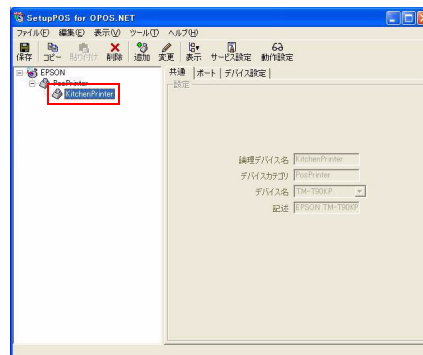 SetupPOS for OPOS.NET
ファイル(F) 編集(E) 表示(V) ツール(T) ヘルプ(H)
保存 コピー 貼り付け 削除 追加 変更 表示 サービス設定 動作設定
EPSON
PosPrinter
KitchenPrinter
共通 ポート デバイス設定
設定
論理デバイス名 KitchenPrinter
デバイスカテゴリ PosPrinter
デバイス名 TM-T90KP
記述 EPSON TM-T90KP